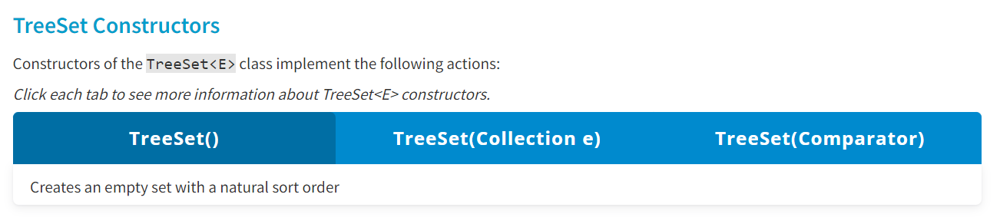 TreeSet Constructors
Constructors of the TreeSet<E> class implement the following actions:
Click each tab to see more information about TreeSet<E> constructors.
TreeSet() TreeSet(Collection e) TreeSet(Comparator)
Creates an empty set with a natural sort order